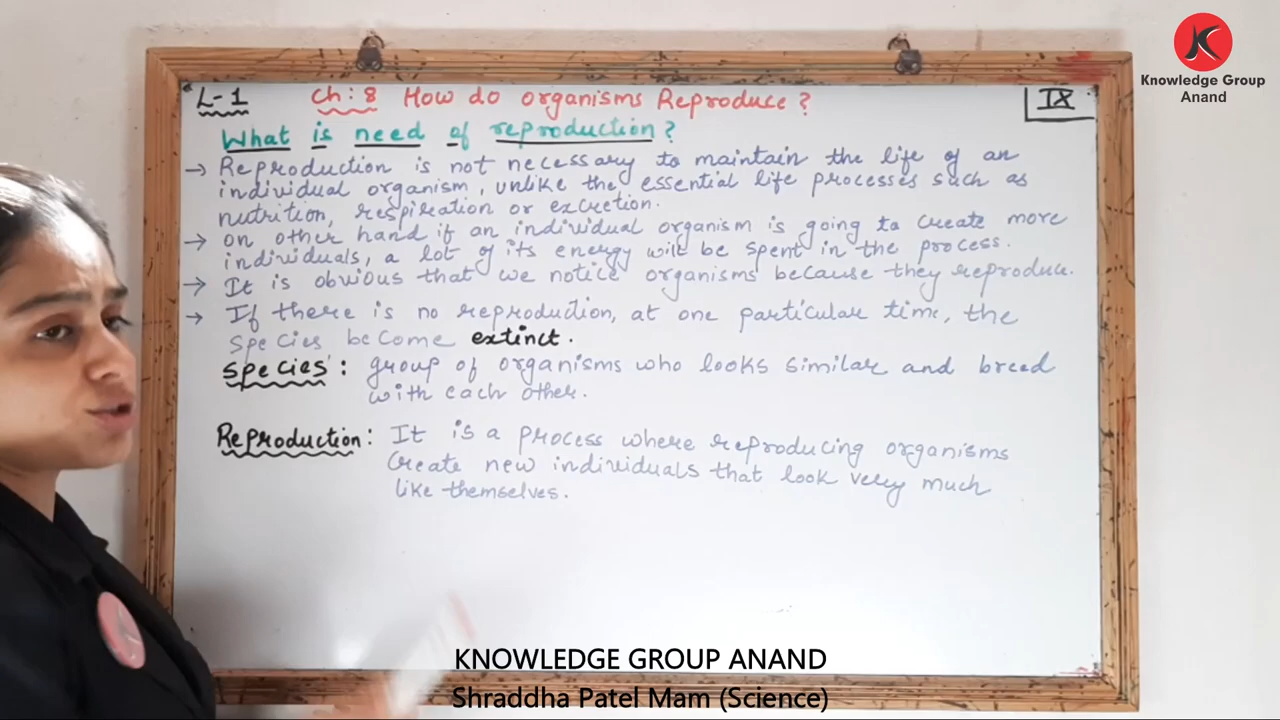 L-1 Ch: 8 How do organisms Reproduce? IX
What is need of reproduction?
→ Reproduction is not necessary to maintain the life of an
individual organism, unlike the essential life processes such as
nutrition, respiration or excretion.
→ on other hand if an individual organism is going to create more
individuals, a lot of its energy will be spent in the process.
→ It is obvious that we notice organisms because they reproduce.
→ If there is no reproduction, at one particular time, the
species become extinct.
Species: group of organisms who looks similar and breed
with each other.
Reproduction: It is a process where reproducing organisms
create new individuals that look very much
like themselves.
K
Knowledge Group
Anand
KNOWLEDGE GROUP ANAND
Shraddha Patel Mam (Science)